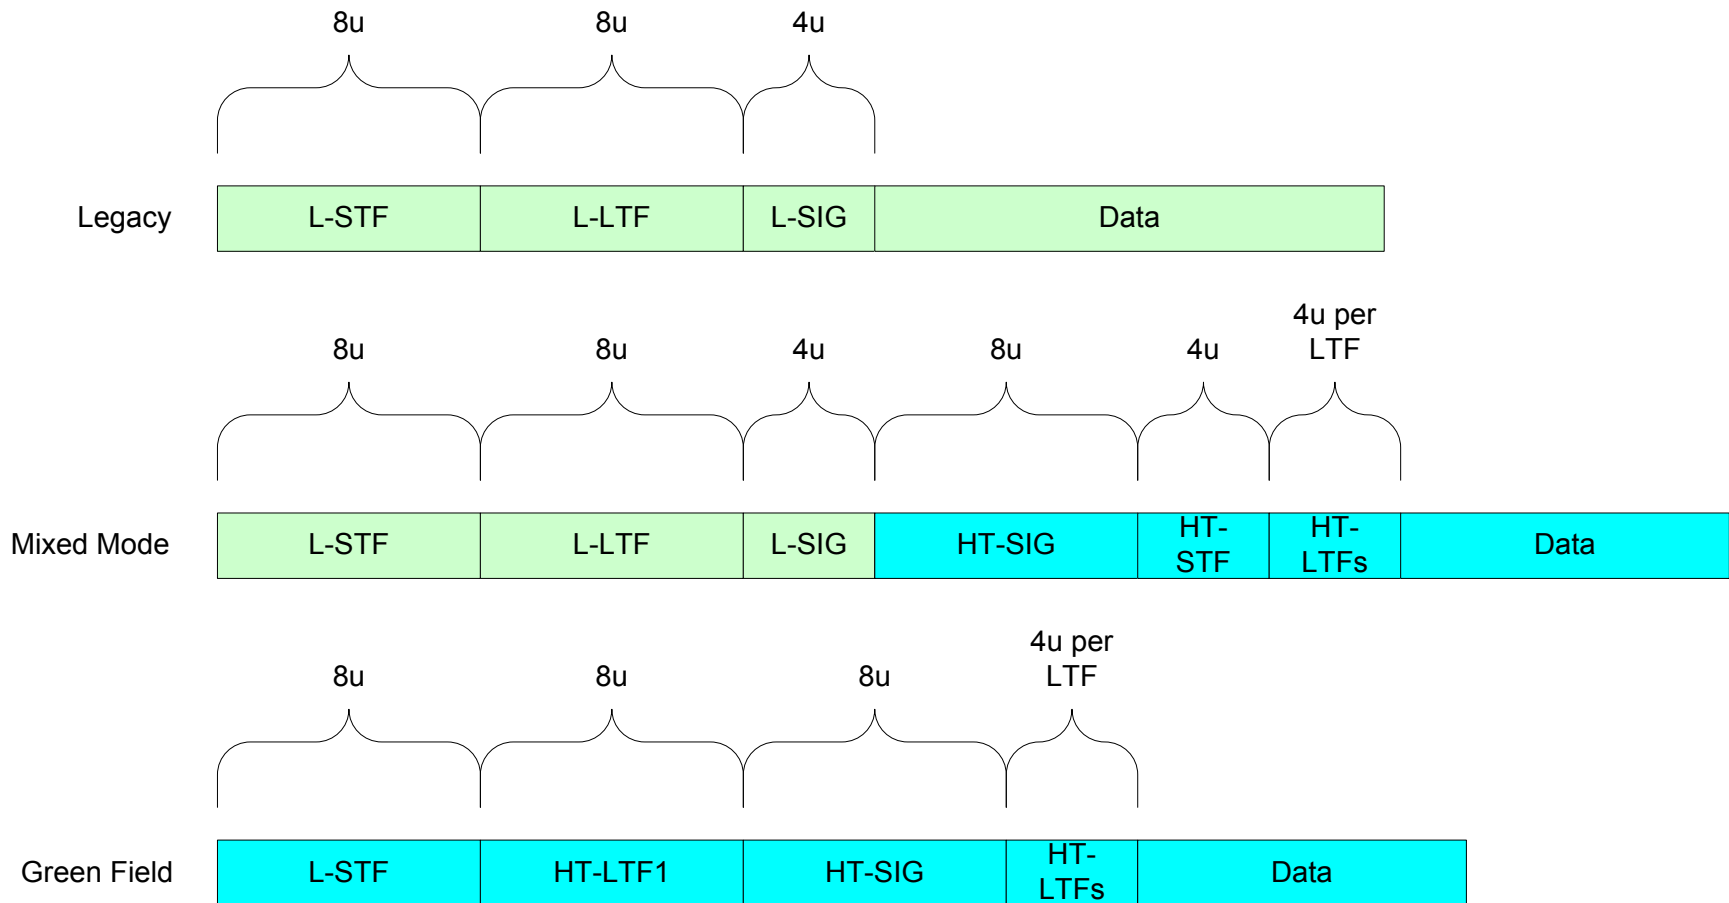 8u 8u 4u
Legacy L-STF L-LTF L-SIG Data
4u per
8u 8u 4u 8u 4u LTF
Mixed Mode L-STF L-LTF L-SIG HT-SIG HT- HT- Data
STF LTFs
4u per
8u 8u 8u LTF
Green Field L-STF HT-LTF1 HT-SIG HT- Data
LTFs